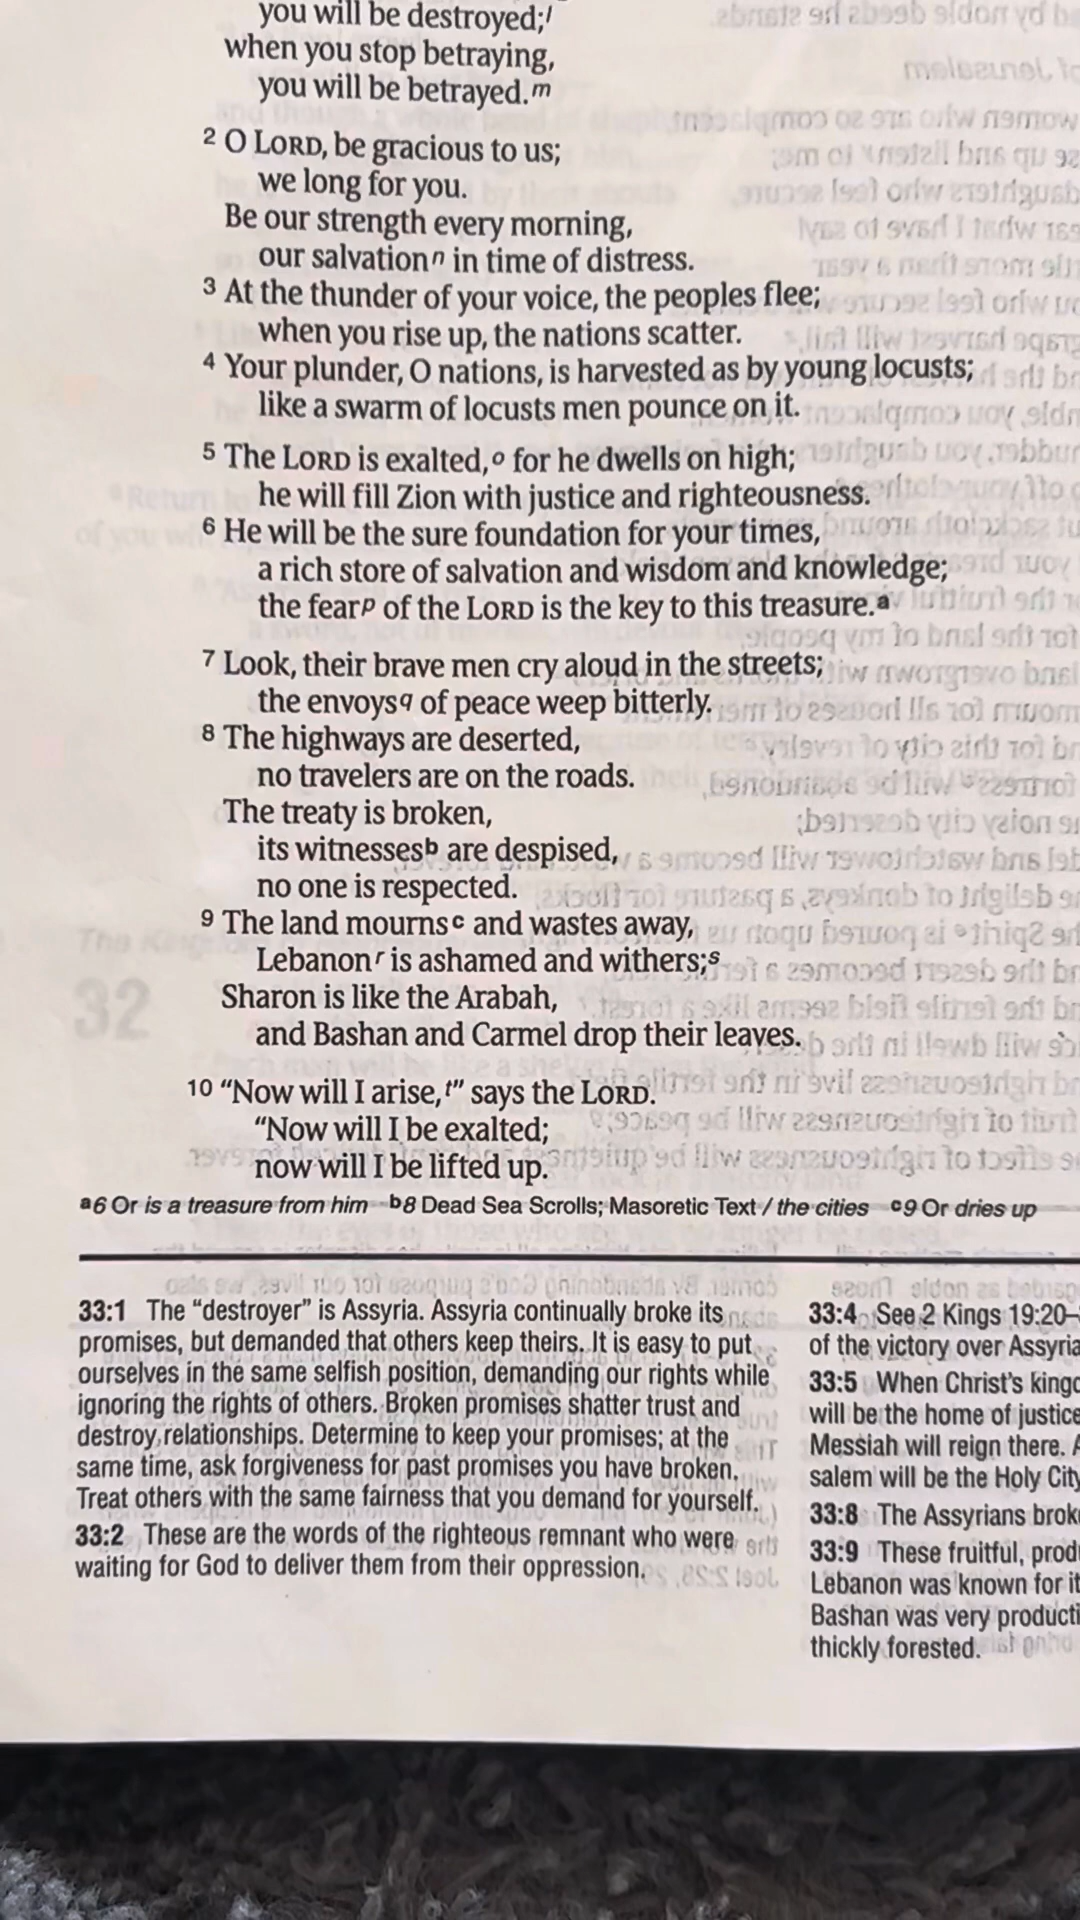 you will be destroyed;l
when you stop betraying,
you will be betrayed.m
2 O LORD, be gracious to us;
we long for you.
Be our strength every morning,
our salvationn in time of distress.
3 At the thunder of your voice, the peoples flee;
when you rise up, the nations scatter.
4 Your plunder, O nations, is harvested as by young locusts;
like a swarm of locusts men pounce on it.
5 The LORD is exalted,o for he dwells on high;
he will fill Zion with justice and righteousness.
6 He will be the sure foundation for your times,
a rich store of salvation and wisdom and knowledge;
the fearp of the LORD is the key to this treasure.a
7 Look, their brave men cry aloud in the streets;
the envoysq of peace weep bitterly.
8 The highways are deserted,
no travelers are on the roads.
The treaty is broken,
its witnessesb are despised,
no one is respected.
9 The land mournsc and wastes away,
Lebanonr is ashamed and withers;s
Sharon is like the Arabah,
and Bashan and Carmel drop their leaves.
10 “Now will I arise,t” says the LORD.
“Now will I be exalted;
now will I be lifted up.
a6 Or is a treasure from him b8 Dead Sea Scrolls; Masoretic Text / the cities c9 Or dries up
33:1 The “destroyer” is Assyria. Assyria continually broke its
promises, but demanded that others keep theirs. It is easy to put
ourselves in the same selfish position, demanding our rights while
ignoring the rights of others. Broken promises shatter trust and
destroy relationships. Determine to keep your promises; at the
same time, ask forgiveness for past promises you have broken.
Treat others with the same fairness that you demand for yourself.
33:2 These are the words of the righteous remnant who were
waiting for God to deliver them from their oppression.
33:4 See 2 Kings 19:20–
of the victory over Assyria
33:5 When Christ's
will be the home of justice
Messiah will reign there.
salem will be the Holy City
33:8 The Assyrians
33:9 These fruitful,
Lebanon was known for
Bashan was very
thickly forested.